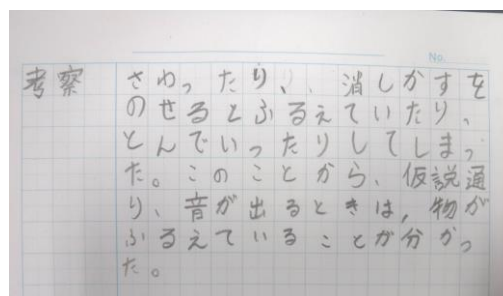 No.
考察 さわったり、、消しかすを
のせるとふるえていたり、
とんでいったりしてしまっ
た。このことから、仮説通
り、音が出るときは,物が
ふるえていることが分かっ
た。